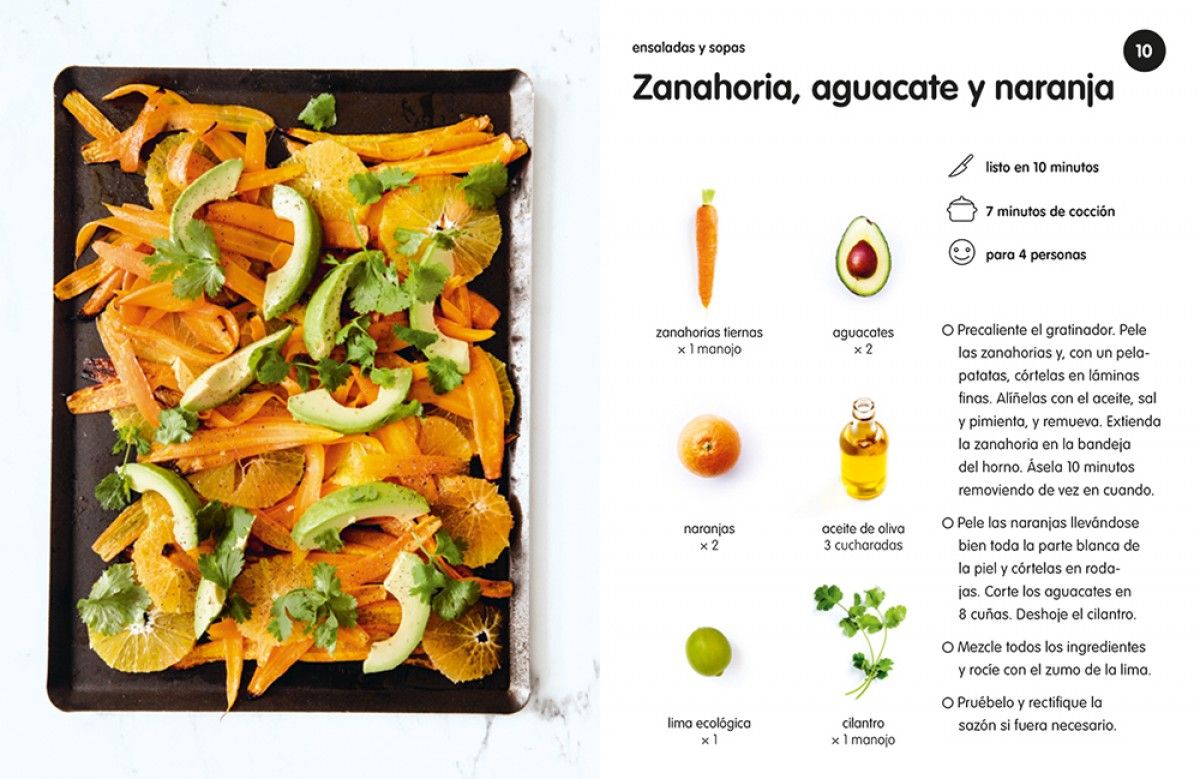 ensaladas y sopas
10
Zanahoria, aguacate y naranja
listo en 10 minutos
7 minutos de cocción
para 4 personas
zanahorias tiernas
× 1 manojo
aguacates
× 2
naranjas
× 2
aceite de oliva
3 cucharadas
lima ecológica
× 1
cilantro
× 1 manojo
Precaliente el gratinador. Pele
las zanahorias y, con un pela-
patatas, córtelas en láminas
finas. Alíñelas con el aceite, sal
y pimienta, y remueva. Extienda
la zanahoria en la bandeja
del horno. Ásela 10 minutos
removiendo de vez en cuando.
Pele las naranjas llevándose
bien toda la parte blanca de
la piel y córtelas en roda-
jas. Corte los aguacates en
8 cuñas. Deshoje el cilantro.
Mezcle todos los ingredientes
y rocíe con el zumo de la lima.
Pruébelo y rectifique la
sazón si fuera necesario.